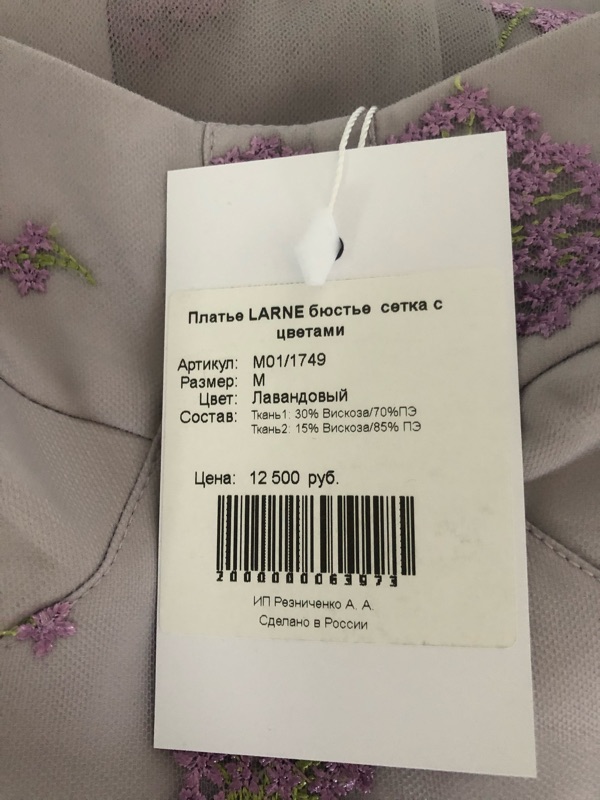 Платье LARNE бюстье сетка с
цветами
Артикул: М01/1749
Размер: М
Цвет: Лавандовый
Состав: Ткань1: 30% Вискоза/70%ПЭ
Ткань2: 15% Вискоза/85% ПЭ
Цена: 12 500 руб.
2000000063973
ИП Резниченко А. А.
Сделано в России